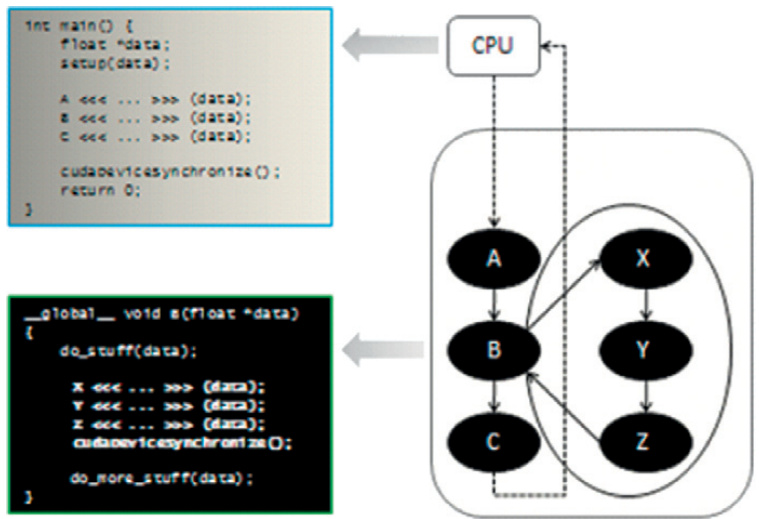 int main() {
float *data;
setup(data);
A <<< ... >>> (data);
B <<< ... >>> (data);
C <<< ... >>> (data);
cudaDeviceSynchronize();
return 0;
}
__global__ void B(float *data)
{
do_stuff(data);
X <<< ... >>> (data);
Y <<< ... >>> (data);
Z <<< ... >>> (data);
cudaDeviceSynchronize();
do_more_stuff(data);
}
CPU
A
X
B
Y
C
Z